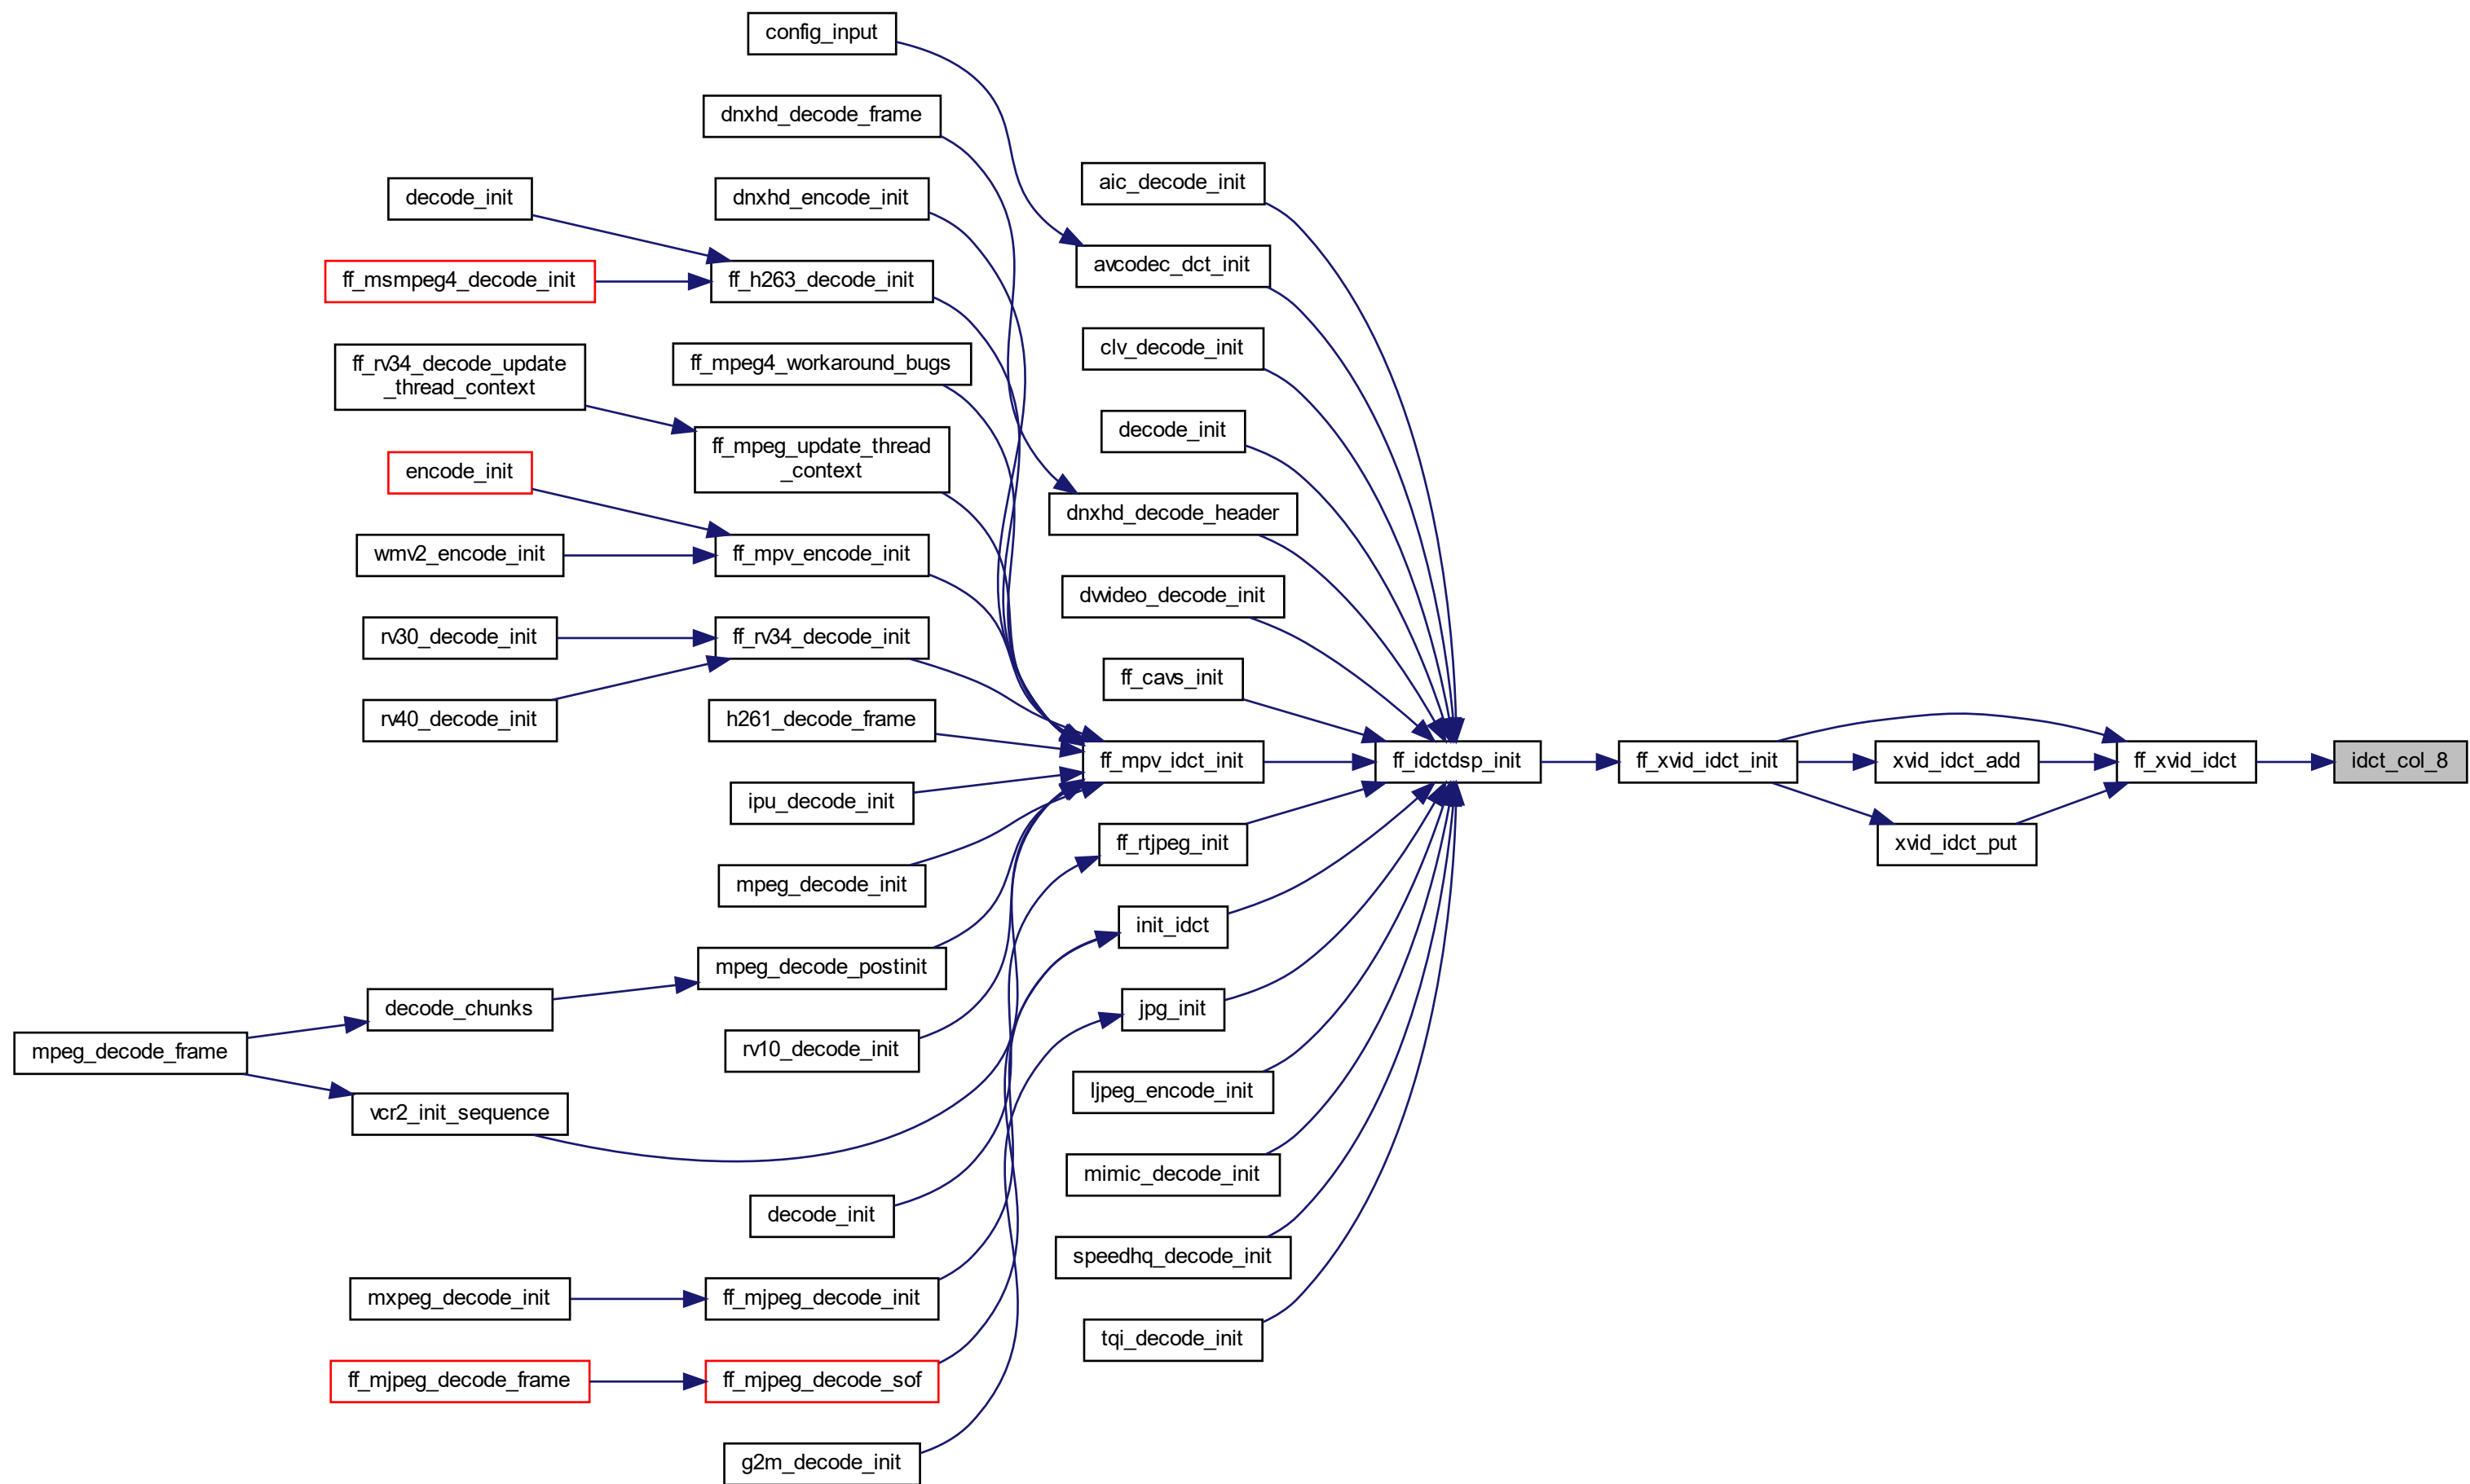 config_input
dnxhd_decode_frame
aic_decode_init
decode_init
dnxhd_encode_init
avcodec_dct_init
ff_msmpeg4_decode_init
ff_h263_decode_init
clv_decode_init
ff_rv34_decode_update
_thread_context
ff_mpeg4_workaround_bugs
decode_init
ff_mpeg_update_thread
_context
encode_init
dnxhd_decode_header
wmv2_encode_init
ff_mpv_encode_init
dwideo_decode_init
rv30_decode_init
ff_rv34_decode_init
ff_cavs_init
rv40_decode_init
h261_decode_frame
ff_mpv_idct_init
ff_idctdsp_init
ff_xvid_idct_init
xvid_idct_add
ff_xvid_idct
idct_col_8
ipu_decode_init
ff_rtjpeg_init
xvid_idct_put
mpeg_decode_init
init_idct
mpeg_decode_postinit
decode_chunks
jpg_init
mpeg_decode_frame
rv10_decode_init
ljpeg_encode_init
vcr2_init_sequence
mimic_decode_init
decode_init
speedhq_decode_init
mxpeg_decode_init
ff_mjpeg_decode_init
tqi_decode_init
ff_mjpeg_decode_frame
ff_mjpeg_decode_sof
g2m_decode_init